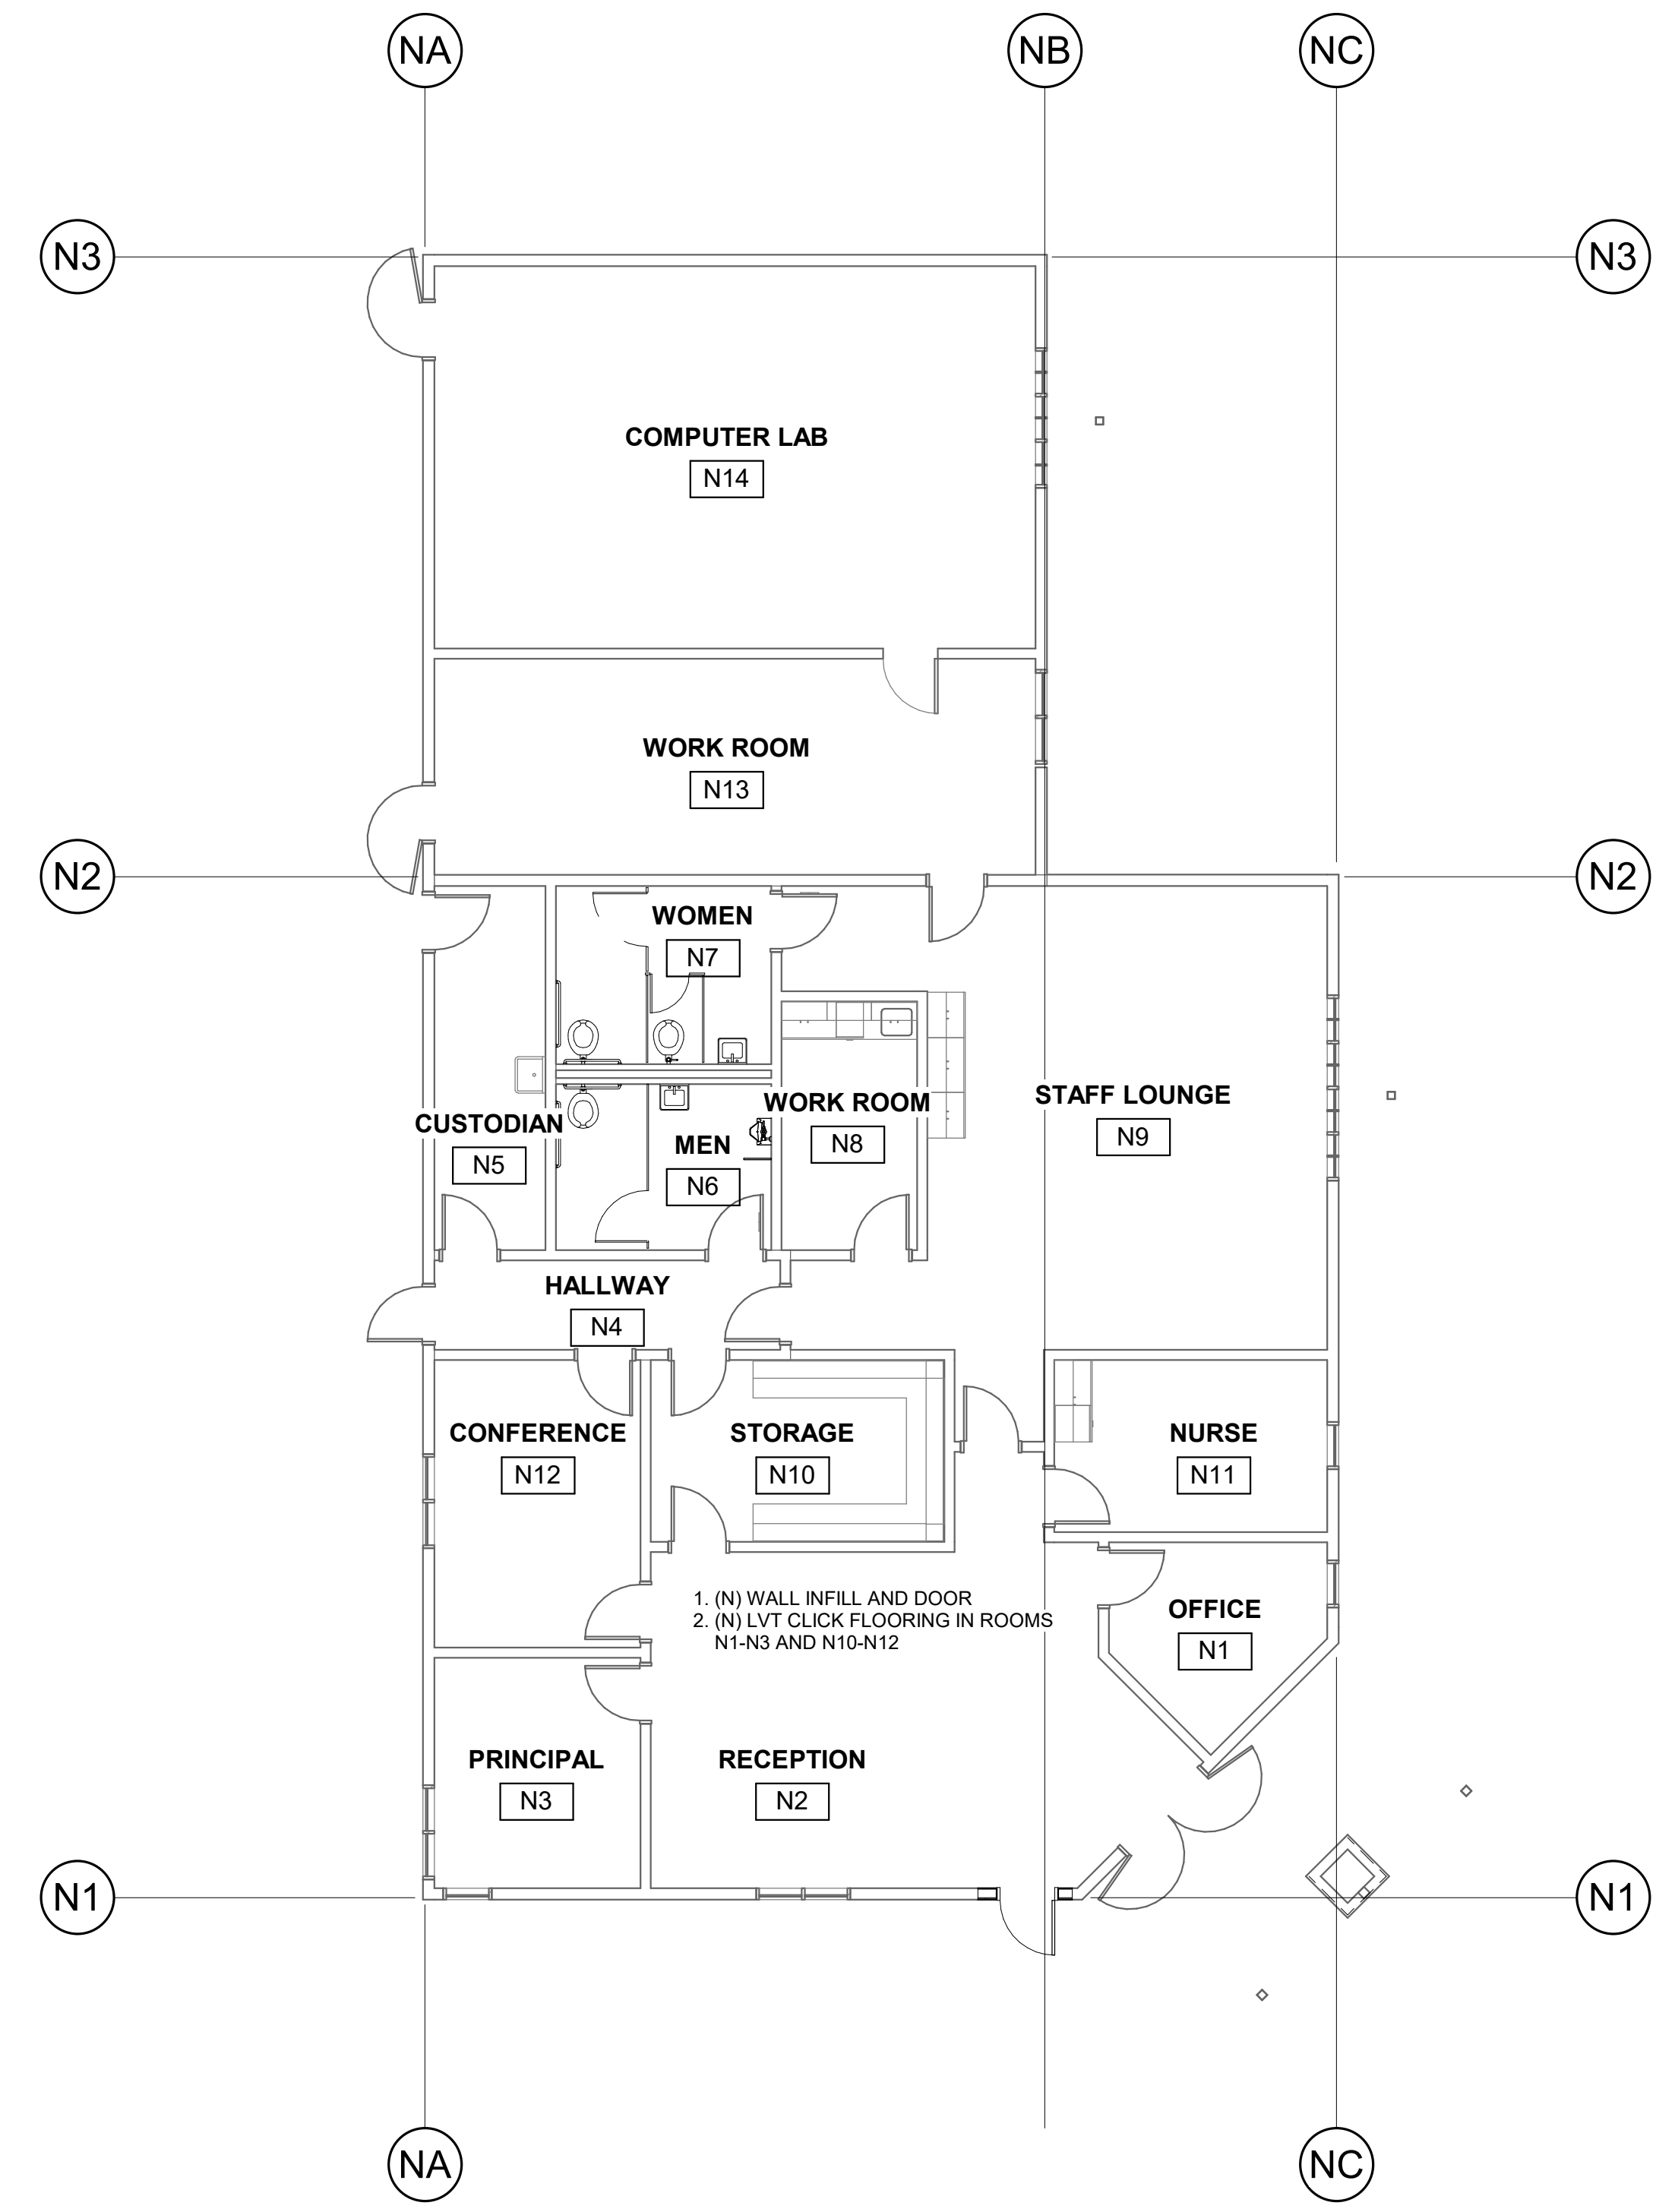 NA
NB
NC
N3
N3
COMPUTER LAB
N14
WORK ROOM
N13
N2
N2
WOMEN
N7
STAFF LOUNGE
N9
WORK ROOM
N8
CUSTODIAN
N5
MEN
N6
HALLWAY
N4
CONFERENCE
N12
STORAGE
N10
NURSE
N11
1. (N) WALL INFILL AND DOOR
2. (N) LVT CLICK FLOORING IN ROOMS
N1-N3 AND N10-N12
OFFICE
N1
PRINCIPAL
N3
RECEPTION
N2
N1
N1
NA
NC